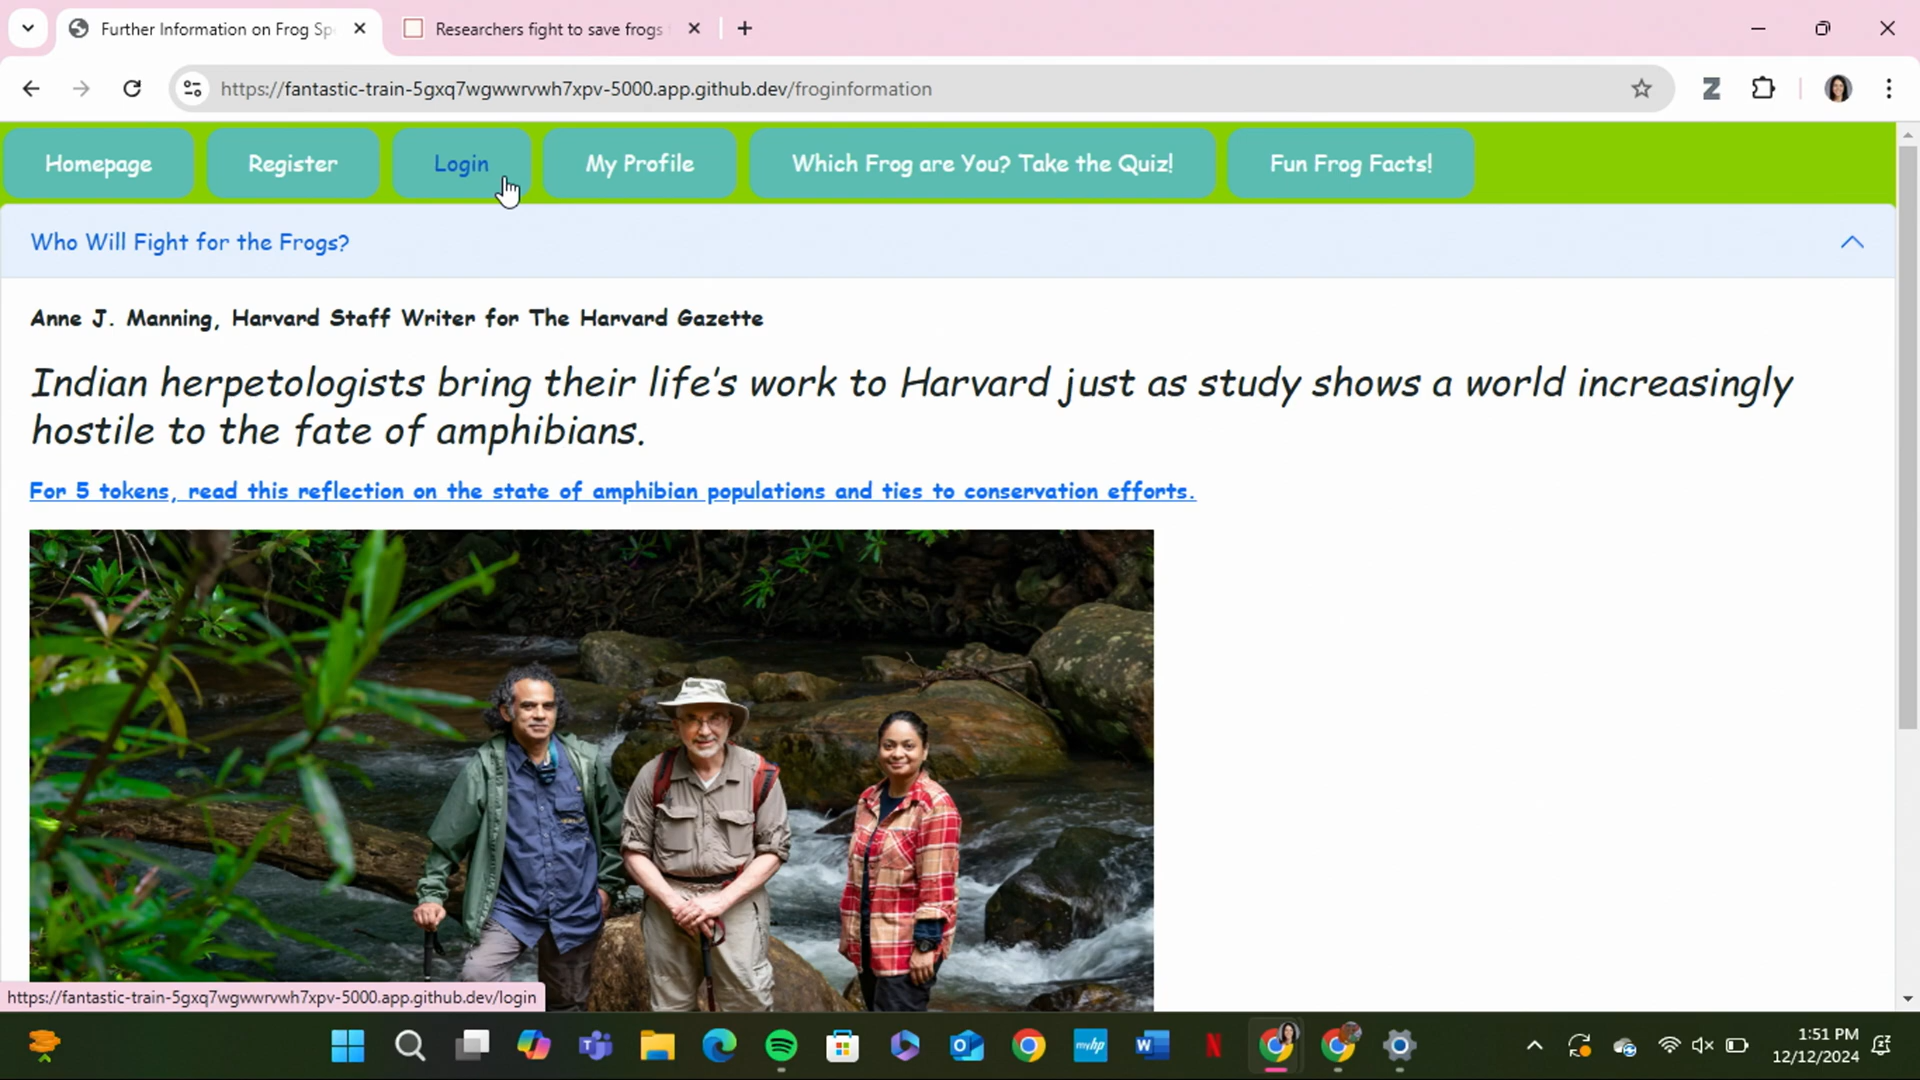 Further Information on Frog Sp
Researchers fight to save frogs
https://fantastic-train-5gxq7wgwwrvwh7xpv-5000.app.github.dev/froginformation
Homepage
Register
Login
My Profile
Which Frog are You? Take the Quiz!
Fun Frog Facts!
Who Will Fight for the Frogs?
Anne J. Manning, Harvard Staff Writer for The Harvard Gazette
Indian herpetologists bring their life's work to Harvard just as study shows a world increasingly
hostile to the fate of amphibians.
For 5 tokens, read this reflection on the state of amphibian populations and ties to conservation efforts.
https://fantastic-train-5gxq7wgwwrvwh7xpv-5000.app.github.dev/login
myhp
1:51 PM
12/12/2024